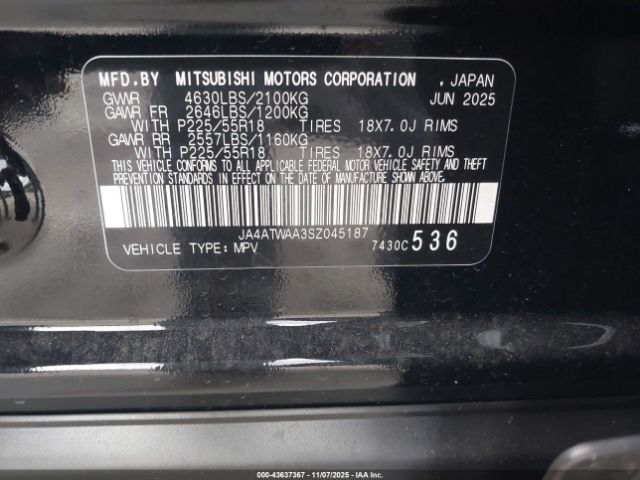 MFD.BY MITSUBISHI MOTORS CORPORATION . JAPAN
GVWR 4630LBS/2100KG JUN 2025
GAWR FR 2646LBS/1200KG
WITH P225/55R18 TIRES 18X7.0J RIMS
GAWR RR 2557LBS/1160KG
WITH P225/55R18 TIRES 18X7.0J RIMS
THIS VEHICLE CONFORMS TO ALL APPLICABLE FEDERAL MOTOR VEHICLE SAFETY AND THEFT
PREVENTION STANDARDS IN EFFECT ON THE DATE OF MANUFACTURE SHOWN ABOVE.
JA4ATWAA3SZ045187
VEHICLE TYPE:MPV 7430C 536
000-43637367 - 11/07/2025 - IAA Inc.